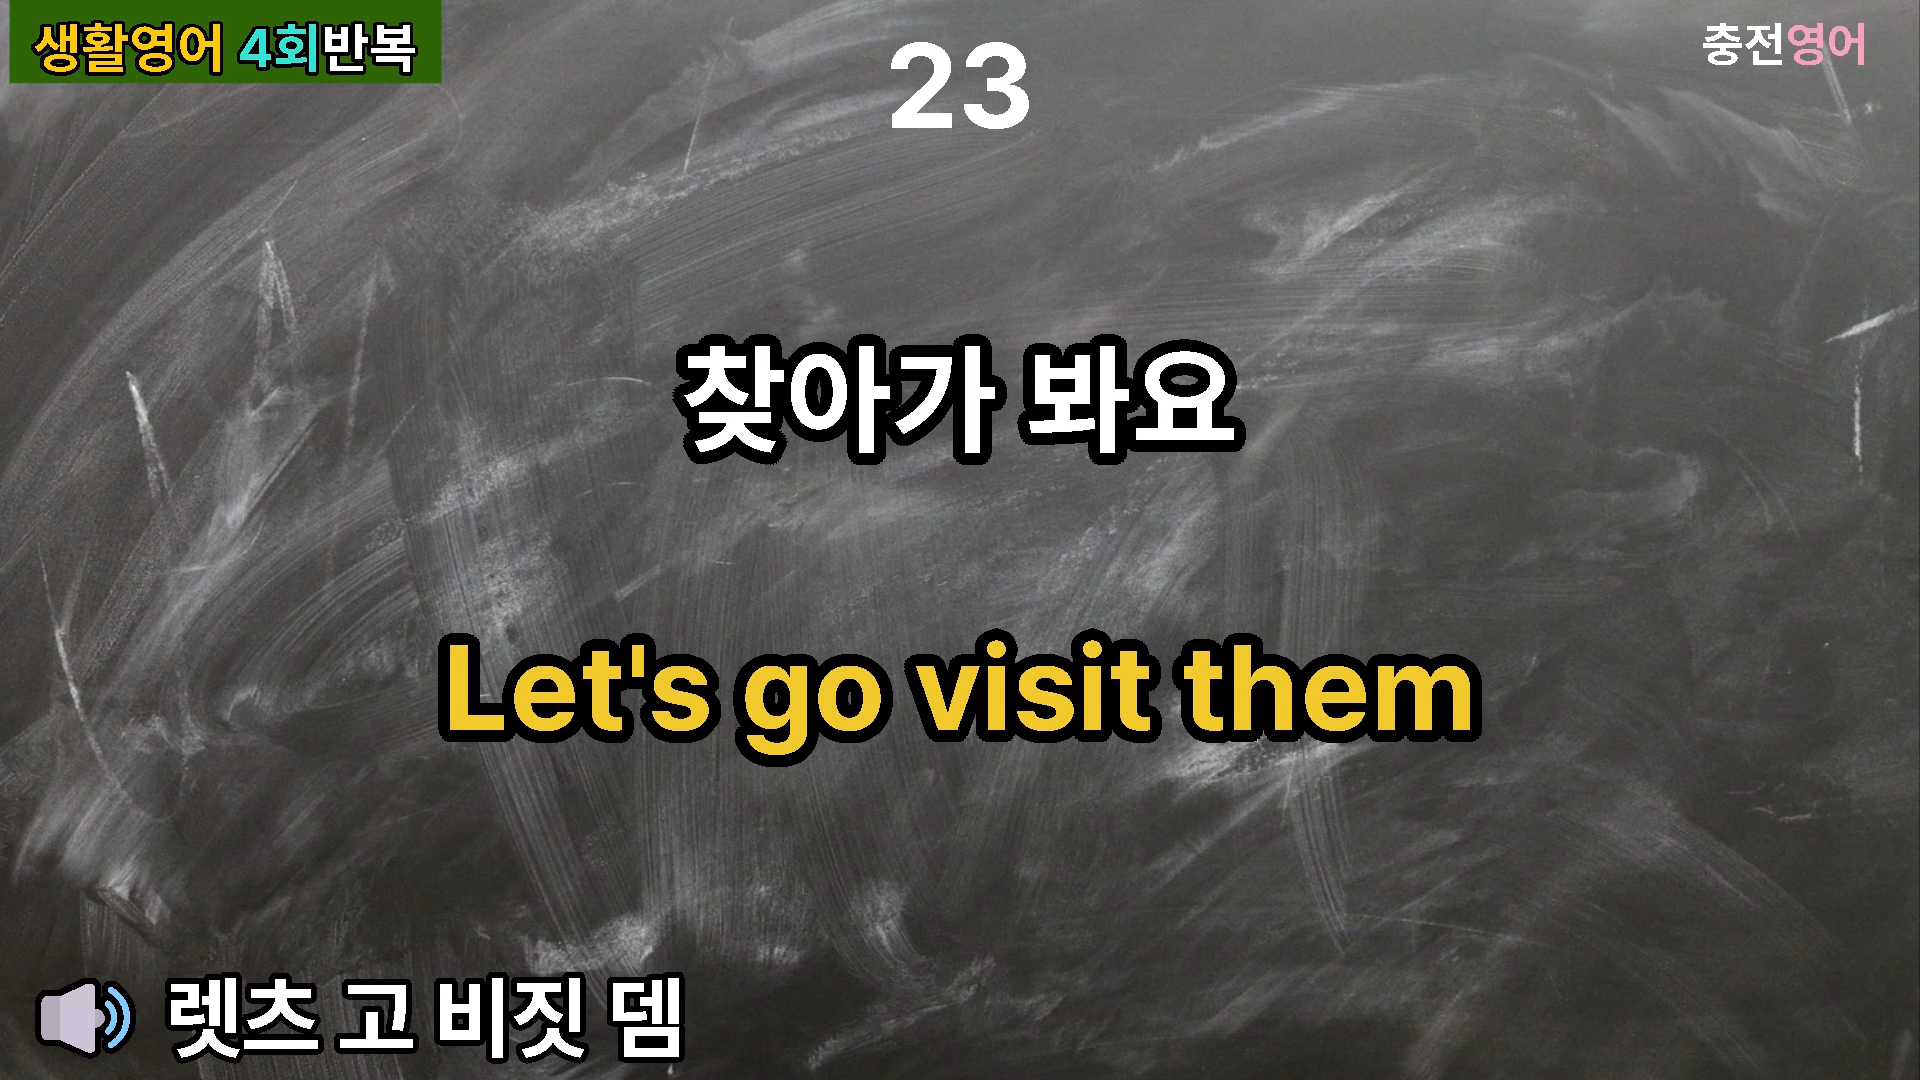 생활영어 4회반복
23
충전영어
찾아가 봐요
Let's go visit them
렛츠 고 비짓 뎀